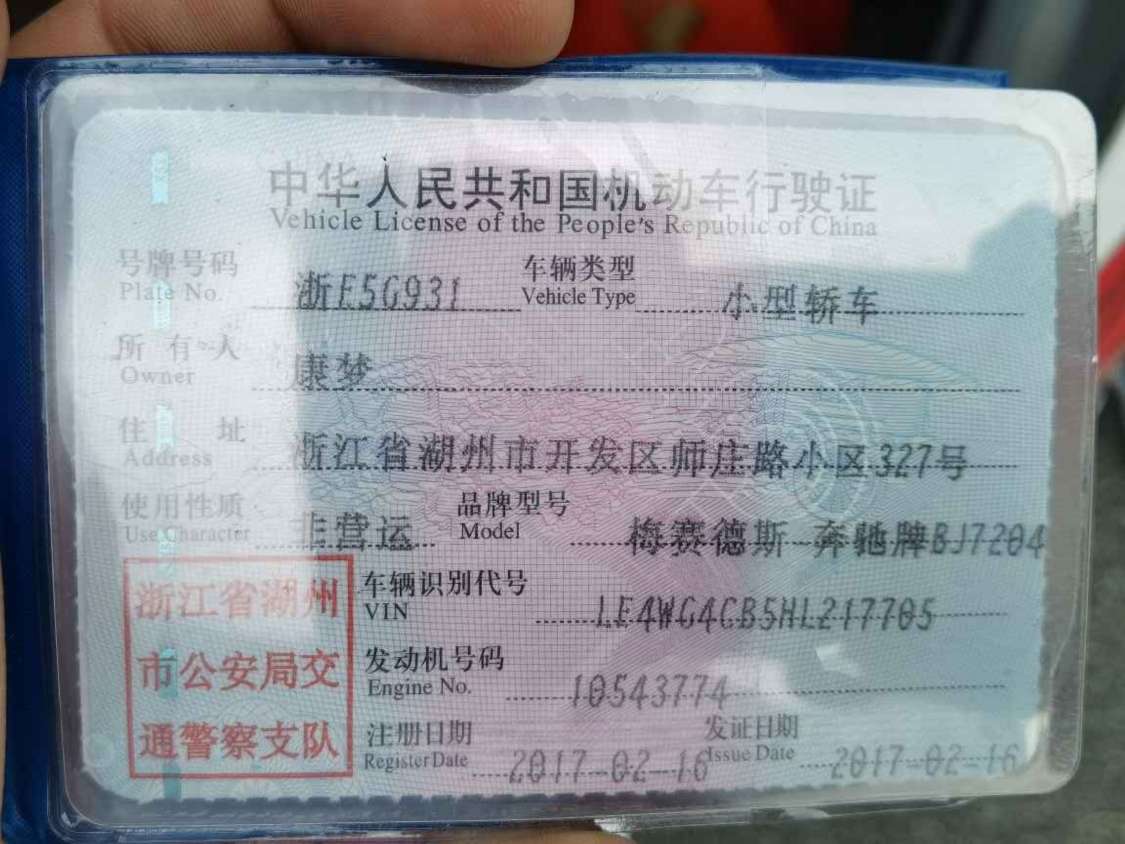 中华人民共和国机动车行驶证
Vehicle License of the People's Republic of China
号牌号码 浙E5G931 车辆类型 小型轿车
Plate No. Vehicle Type
所有人 康梦
Owner
住址 浙江省湖州市开发区师庄路小区327号
Address
使用性质 非营运 品牌型号 梅赛德斯 奔驰牌BJ7204
Use Character Model
浙江省湖州
市公安局交
通警察支队
车辆识别代号 LE4WG4CB5HL217705
VIN
发动机号码 10543774
Engine No.
注册日期 2017-02-16 发证日期 2017-02-16
Register Date Issue Date